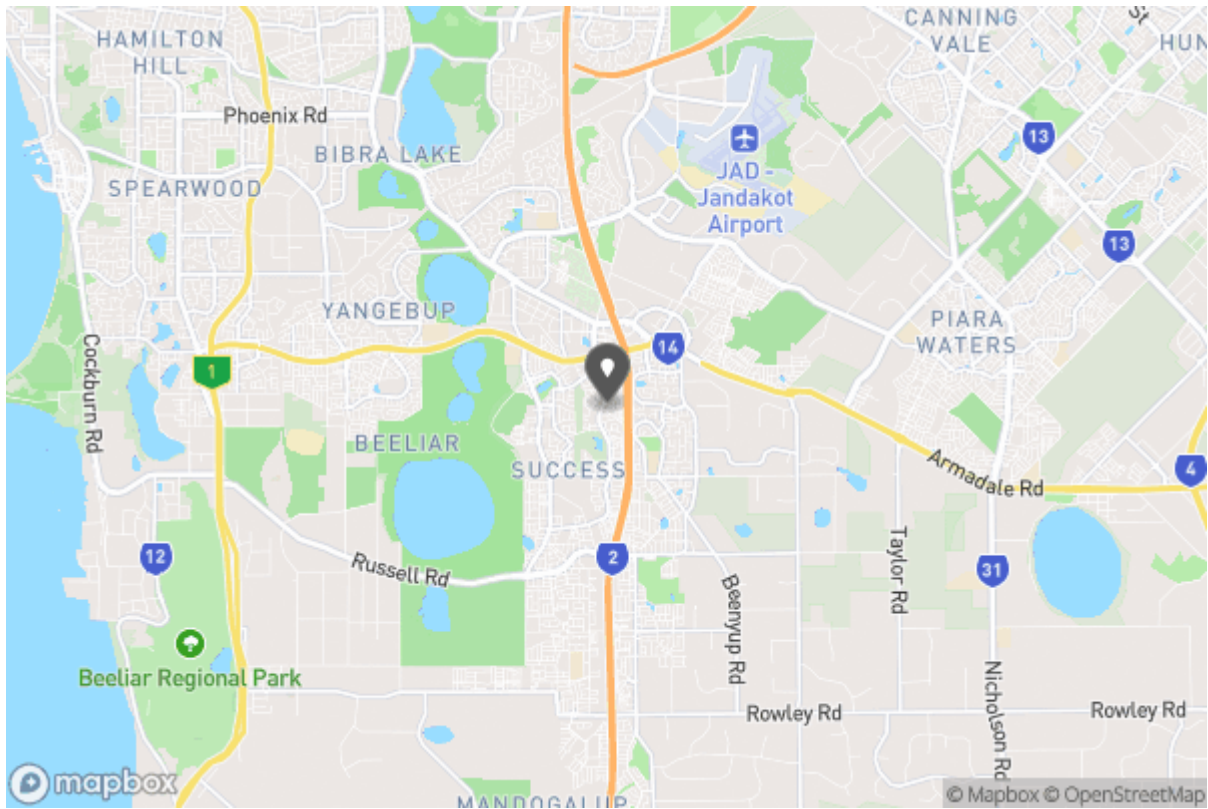 CANNING
VALE
St
HUN
HAMILTON
HILL
Phoenix Rd
BIBRA LAKE
13
SPEARWOOD
JAD -
Jandakot
Airport
13
YANGEBUP
PIARA
WATERS
14
1
Cockburn Rd
BEELIAR
SUCCESS
Armadale Rd
4
12
Russell Rd
2
Beenyup Rd
Taylor Rd
31
Beeliar Regional Park
Nicholson Rd
Rowley Rd
Rowley Rd
mapbox
MANDOGALUP
© Mapbox © OpenStreetMap